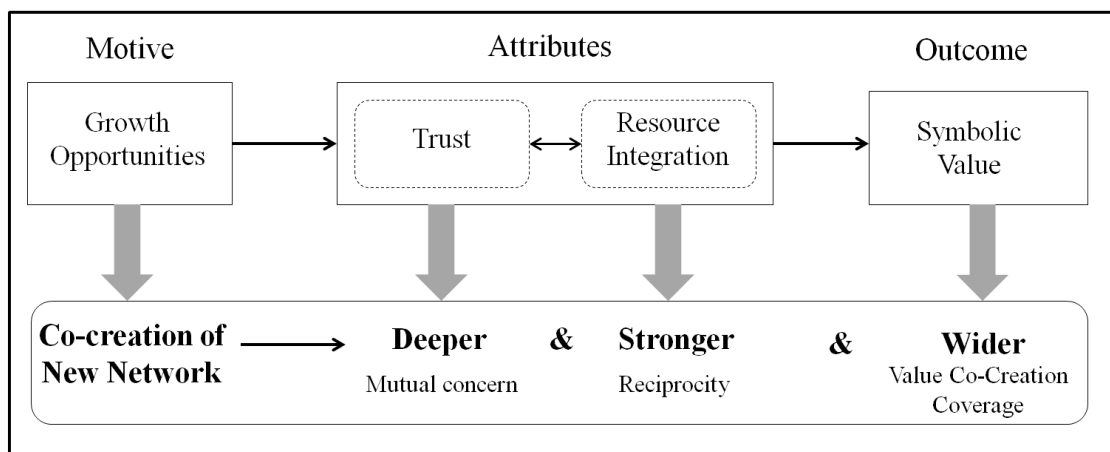 Motive
Attributes
Outcome
Growth
Opportunities
Trust
Resource
Integration
Symbolic
Value
Co-creation of
New Network
Deeper
&
Stronger
&
Wider
Mutual concern
Reciprocity
Value Co-Creation
Coverage